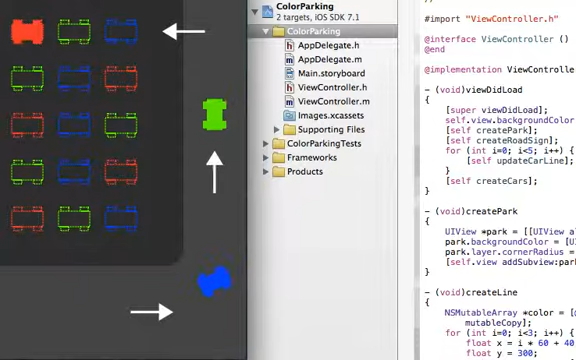 ColorParking
2 targets, iOS SDK 7.1
ColorParking
AppDelegate.h
AppDelegate.m
Main.storyboard
ViewController.h
ViewController.m
Images.xcassets
Supporting Files
ColorParkingTests
Frameworks
Products
#import "ViewController.h"
@interface ViewController ()
@end
@implementation ViewControlle
- (void)viewDidLoad
{
[super viewDidLoad];
self.view.backgroundColor
[self createPark];
[self createRoadSign];
for (int i=0; i<5; i++) {
[self updateCarLine];
}
[self createCars];
}
- (void)createPark
{
UIView *park = [[UIView a
park.backgroundColor = [U
park.layer.cornerRadius =
[self.view addSubview:park
}
- (void)createLine
{
NSMutableArray *color = [@
mutableCopy];
for (int i=0; i<3; i++) {
float x = i * 60 + 40
float y = 300;